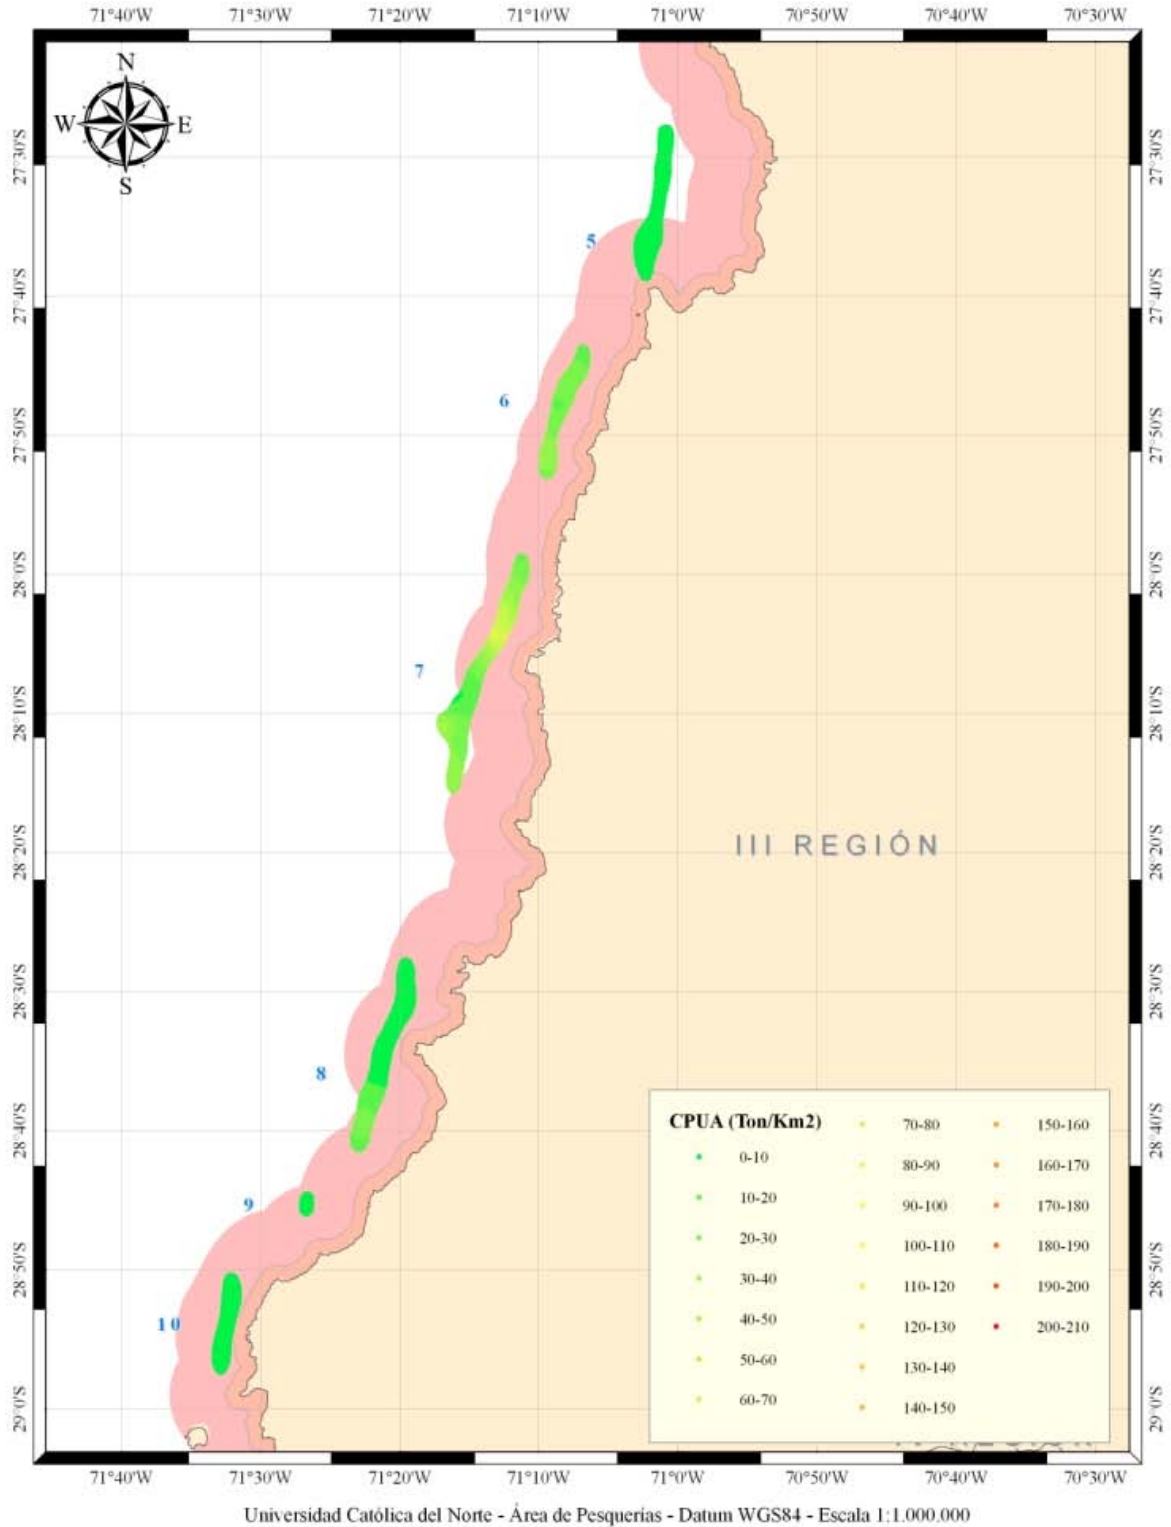 71°40'W 71°30'W 71°20'W 71°10'W 71°0'W 70°50'W 70°40'W 70°30'W
N
W E
S
27°30'S 27°30'S
5
27°40'S 27°40'S
6
27°50'S 27°50'S
28°0'S 28°0'S
7
28°10'S 28°10'S
III REGIÓN
28°20'S 28°20'S
28°30'S 28°30'S
8
28°40'S 28°40'S
9
28°50'S 28°50'S
10
29°0'S 29°0'S
CPUA (Ton/Km2)
0-10
10-20
20-30
30-40
40-50
50-60
60-70
70-80
80-90
90-100
100-110
110-120
120-130
130-140
140-150
150-160
160-170
170-180
180-190
190-200
200-210
71°40'W 71°30'W 71°20'W 71°10'W 71°0'W 70°50'W 70°40'W 70°30'W
Universidad Católica del Norte - Área de Pesquerías - Datum WGS84 - Escala 1:1.000.000